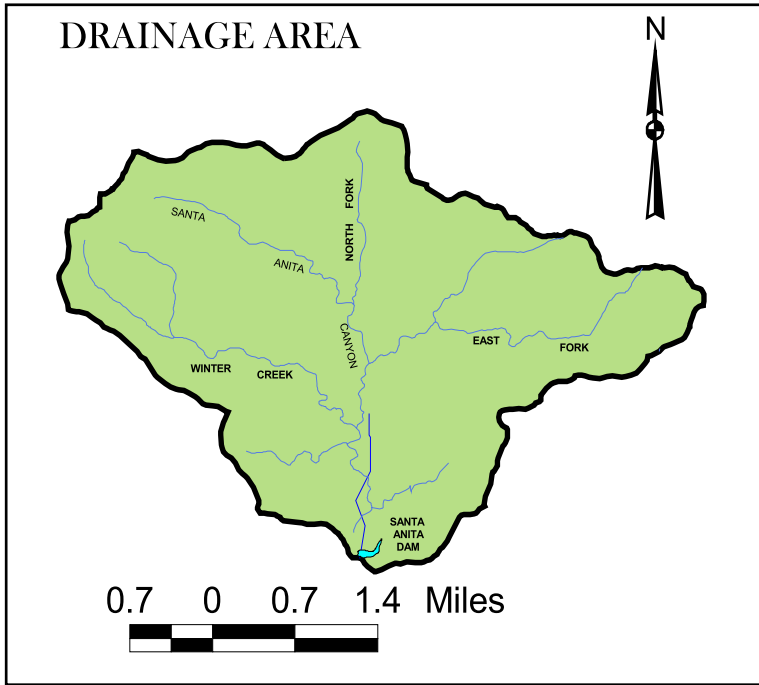 DRAINAGE AREA
N
NORTH FORK
SANTA
ANITA
CANYON
EAST FORK
WINTER CREEK
SANTA
ANITA
DAM
0.7 0 0.7 1.4 Miles